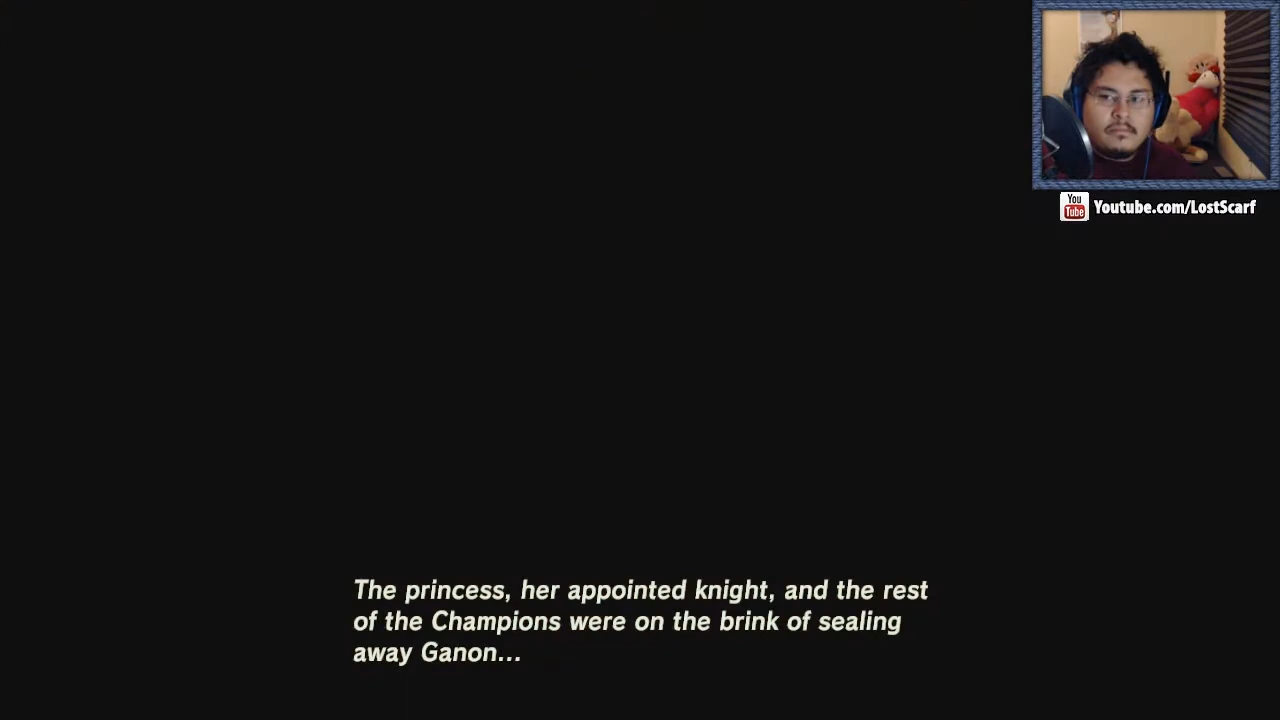 You
Tube
Youtube.com/LostScarf
The princess, her appointed knight, and the rest
of the Champions were on the brink of sealing
away Ganon...